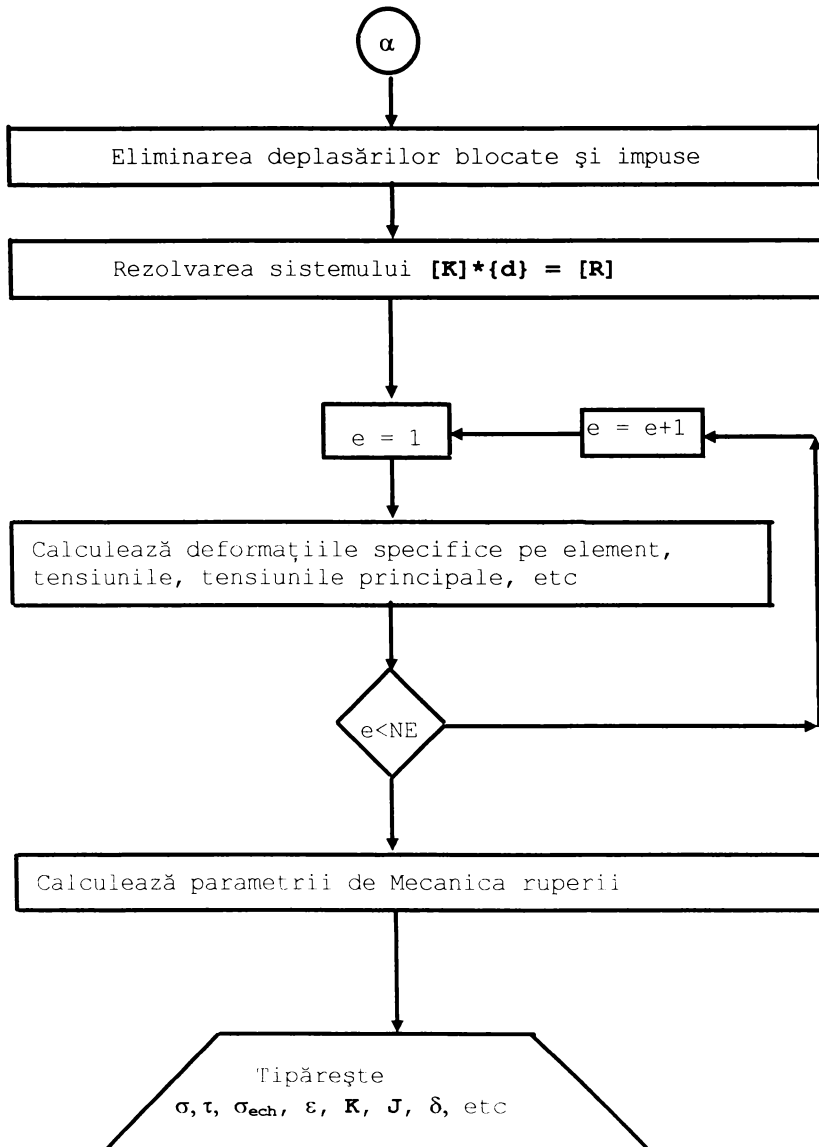 α
Eliminarea deplasărilor blocate şi impuse
Rezolvarea sistemului [K]*{d} = [R]
e = 1
e = e+1
Calculează deformaţiile specifice pe element,
tensiunile, tensiunile principale, etc
e<NE
Calculează parametrii de Mecanica ruperii
Tipăreşte
σ,τ, σech, ε, K, J, δ, etc